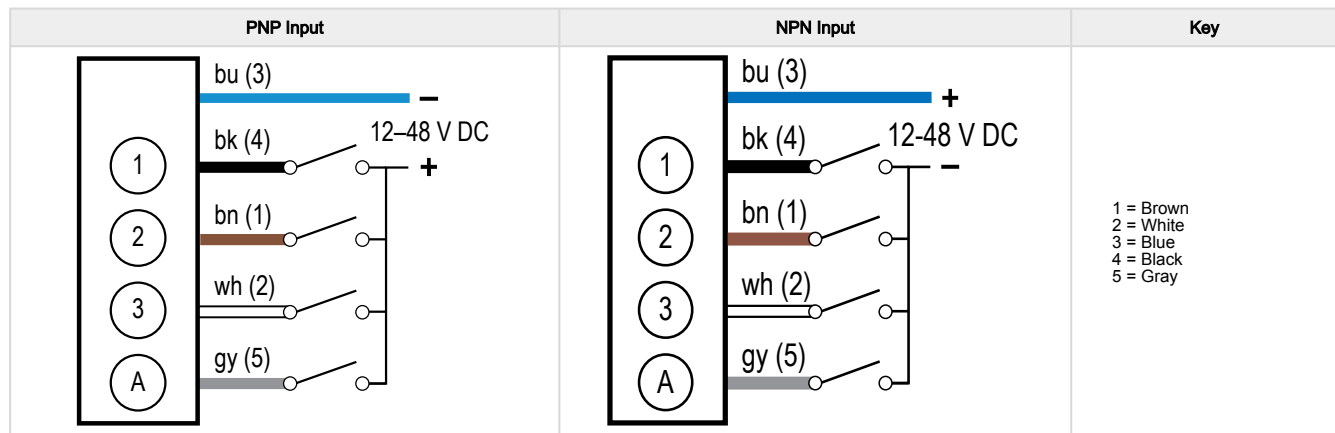 PNP Input
NPN Input
Key
bu (3)
–
bk (4)
12–48 V DC
1
+
bn (1)
2
wh (2)
3
gy (5)
A
bu (3)
+
bk (4)
12-48 V DC
1
–
bn (1)
2
wh (2)
3
gy (5)
A
1 = Brown
2 = White
3 = Blue
4 = Black
5 = Gray